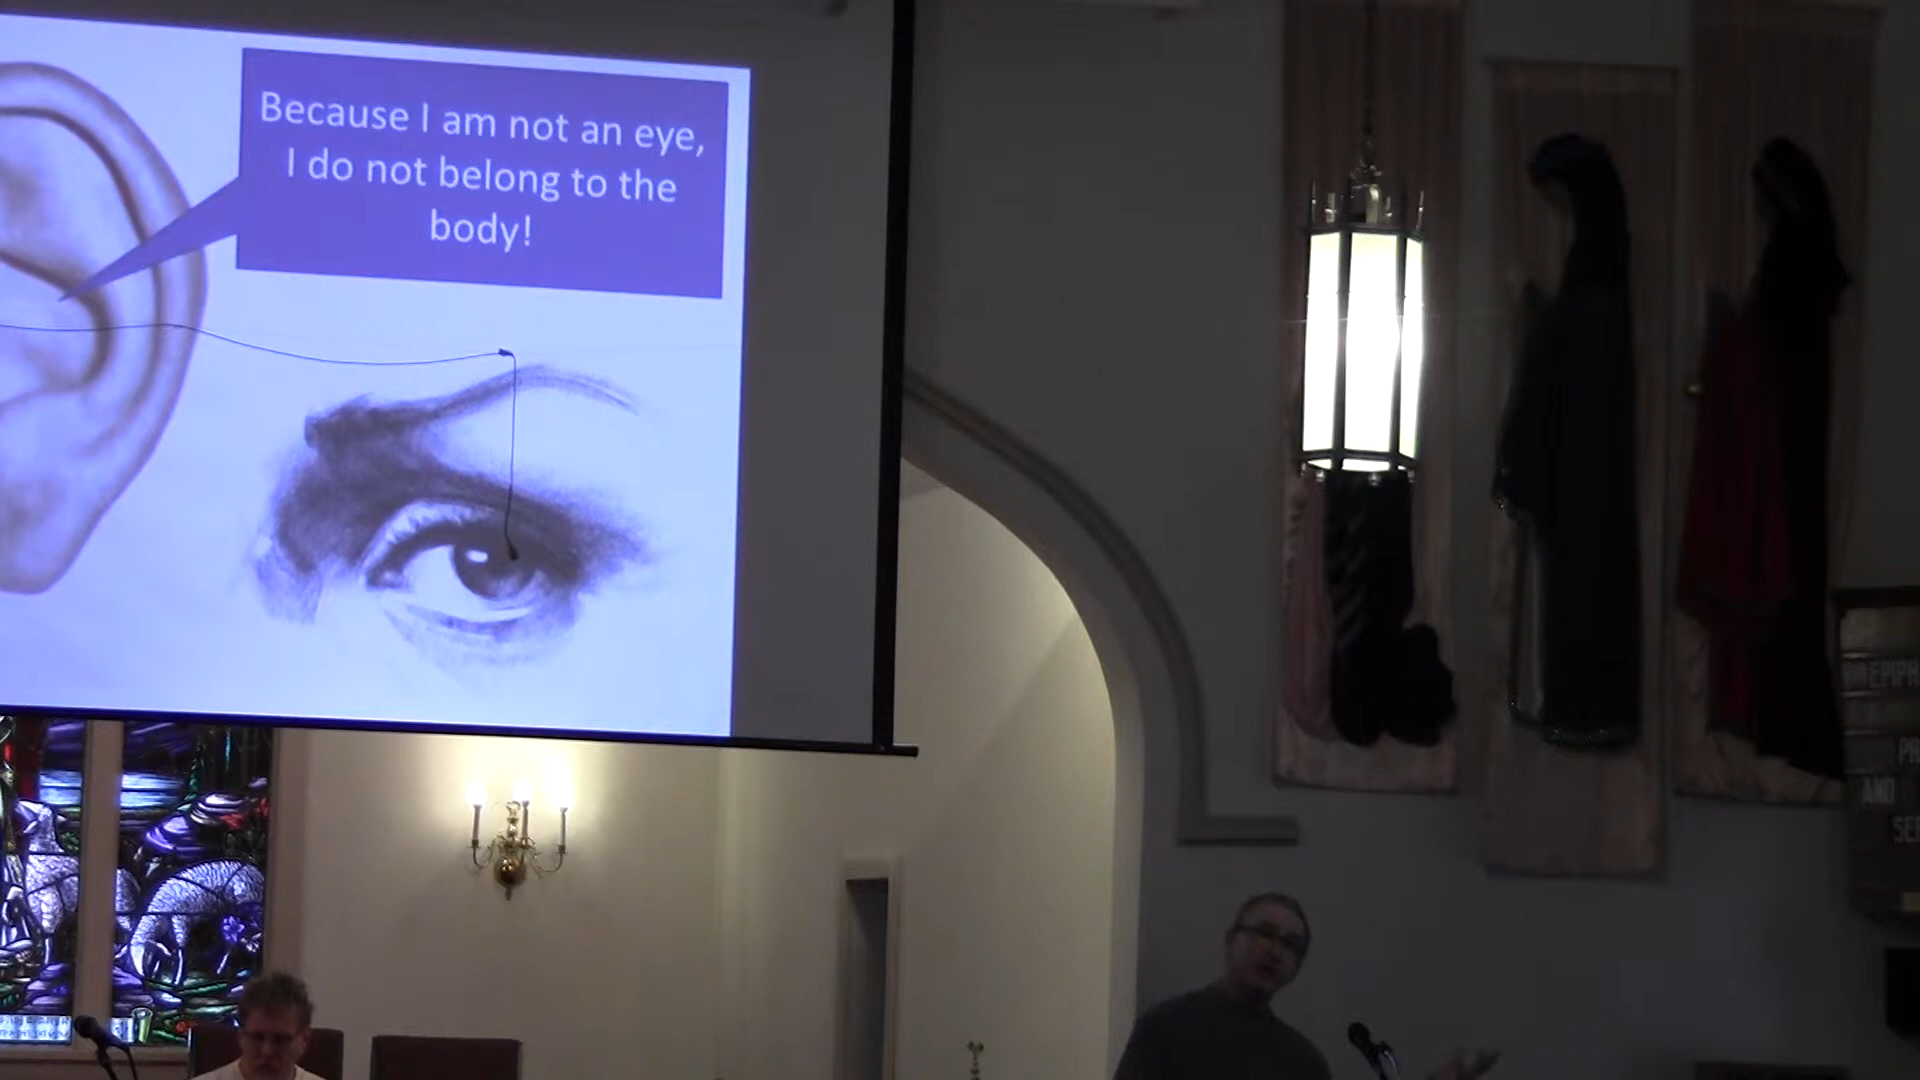 Because I am not an eye,
I do not belong to the
body!
AND